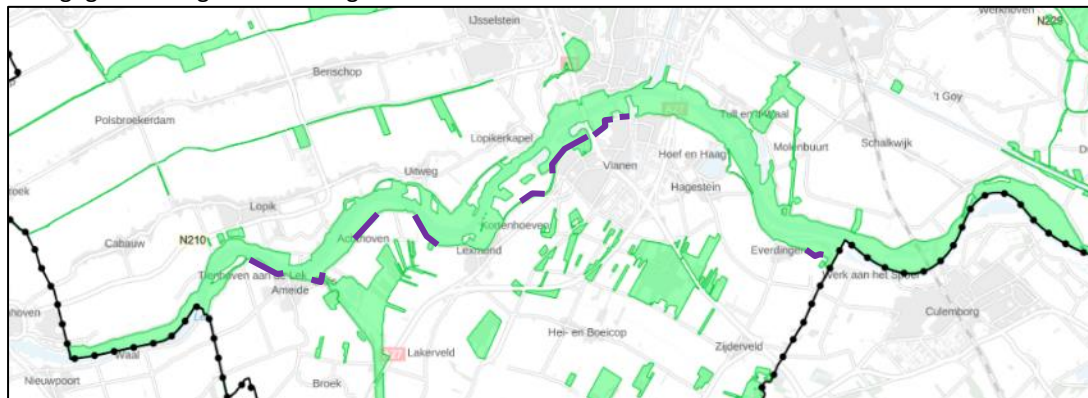 IJsselstein
N229
Benschop
't Goy
Polsbroekerdam
A27
Tull en 't Waal
Lopikerkapel
Molenbuurt
Schalkwijk
Hoef en Haag
Uitweg
Vianen
Hagestein
Lopik
Kortenhoeven
N210
Achthoven
Cabauw
Lexmond
Everdingen
Tienhoven aan de Lek
Werk aan het Spoel
Ameide
Culemborg
Hei- en Boeicop
Zijderveld
Waal
Lakerveld
Nieuwpoort
Broek